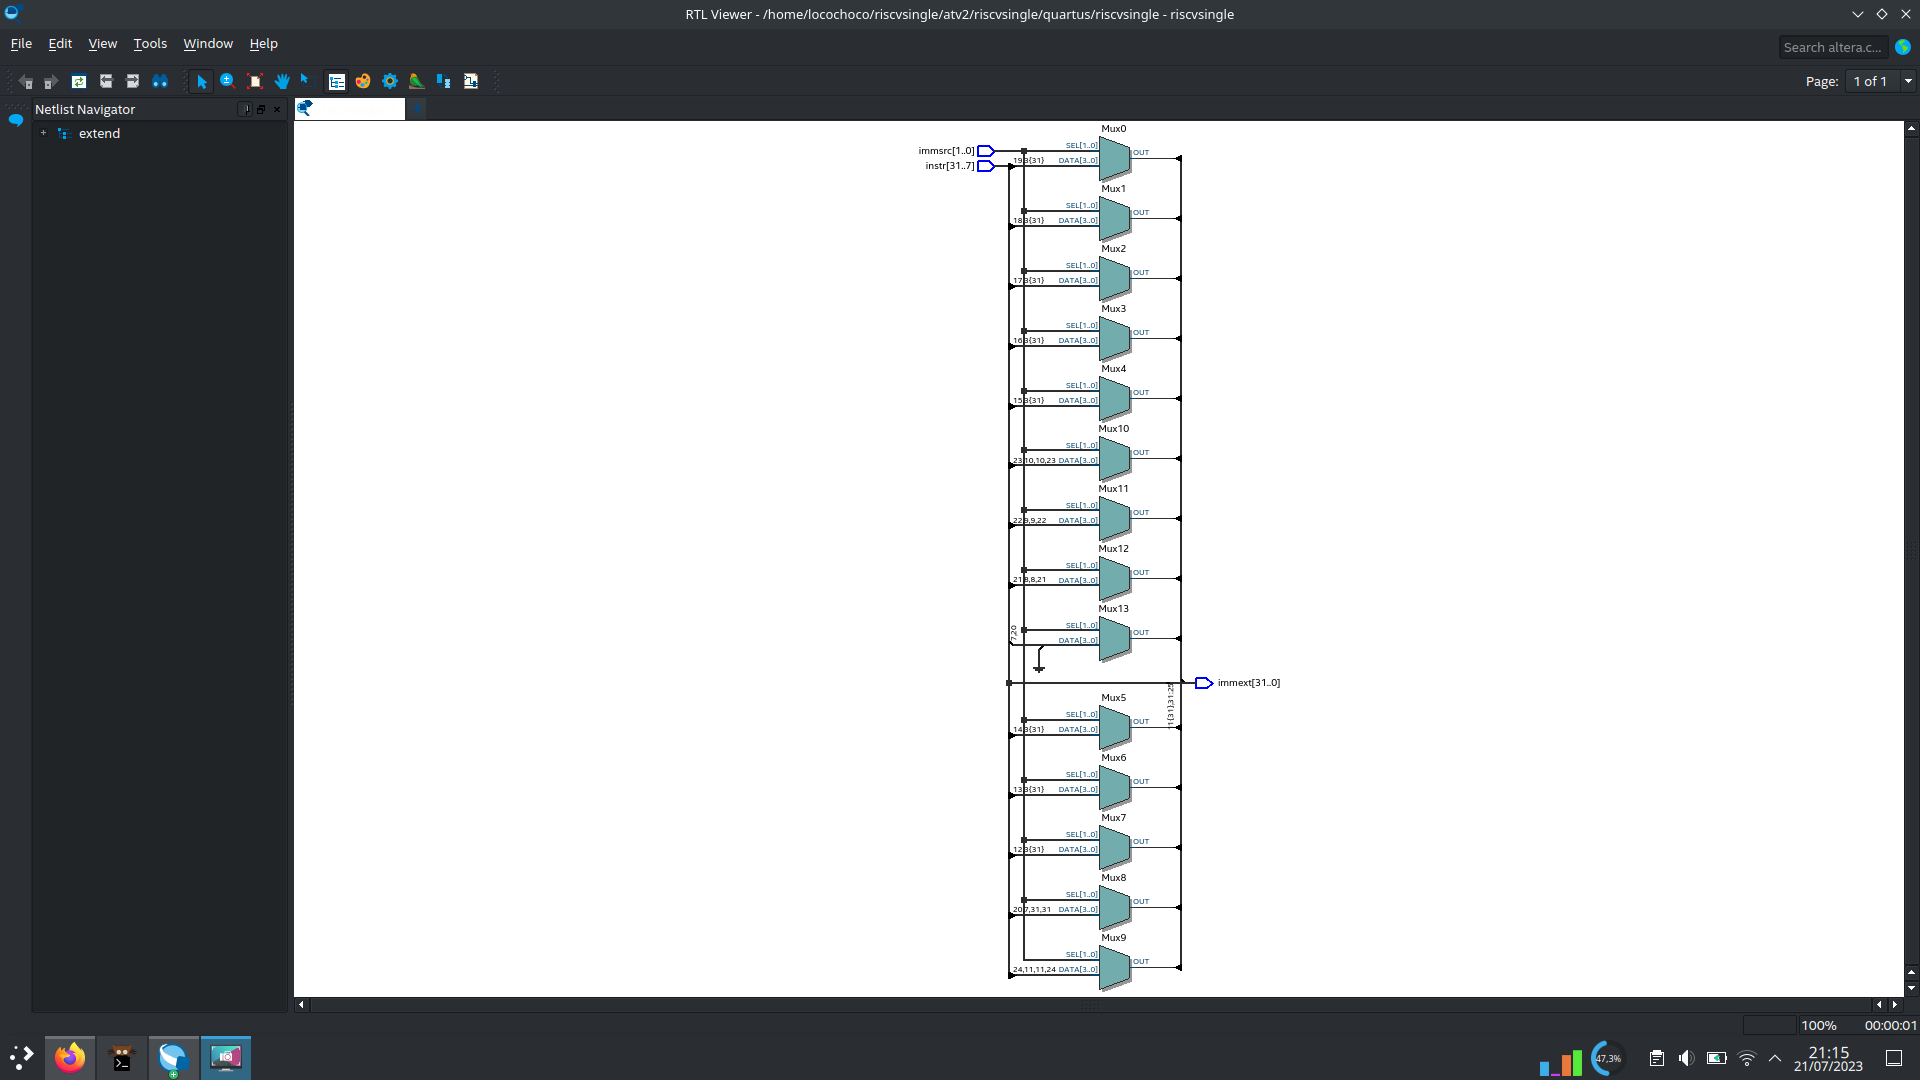 RTL Viewer - /home/locochoco/riscvsingle/atv2/riscvsingle/quartus/riscvsingle - riscvsingle
File Edit View Tools Window Help
Search altera.c...
Page: 1 of 1
Netlist Navigator
extend
immsrc[1..0]
instr[31..7]
Mux0
SEL[1..0]
OUT
19,3{31} DATA[3..0]
Mux1
SEL[1..0]
OUT
18,3{31} DATA[3..0]
Mux2
SEL[1..0]
OUT
17,3{31} DATA[3..0]
Mux3
SEL[1..0]
OUT
16,3{31} DATA[3..0]
Mux4
SEL[1..0]
OUT
15,3{31} DATA[3..0]
Mux10
SEL[1..0]
OUT
23,10,10,23 DATA[3..0]
Mux11
SEL[1..0]
OUT
22,9,9,22 DATA[3..0]
Mux12
SEL[1..0]
OUT
21,8,8,21 DATA[3..0]
Mux13
SEL[1..0]
OUT
7,20 DATA[3..0]
immext[31..0]
11{31},31:25
Mux5
SEL[1..0]
OUT
14,3{31} DATA[3..0]
Mux6
SEL[1..0]
OUT
13,3{31} DATA[3..0]
Mux7
SEL[1..0]
OUT
12,3{31} DATA[3..0]
Mux8
SEL[1..0]
OUT
20,7,31,31 DATA[3..0]
Mux9
SEL[1..0]
OUT
24,11,11,24 DATA[3..0]
100% 00:00:01
47,3%
21:15
21/07/2023